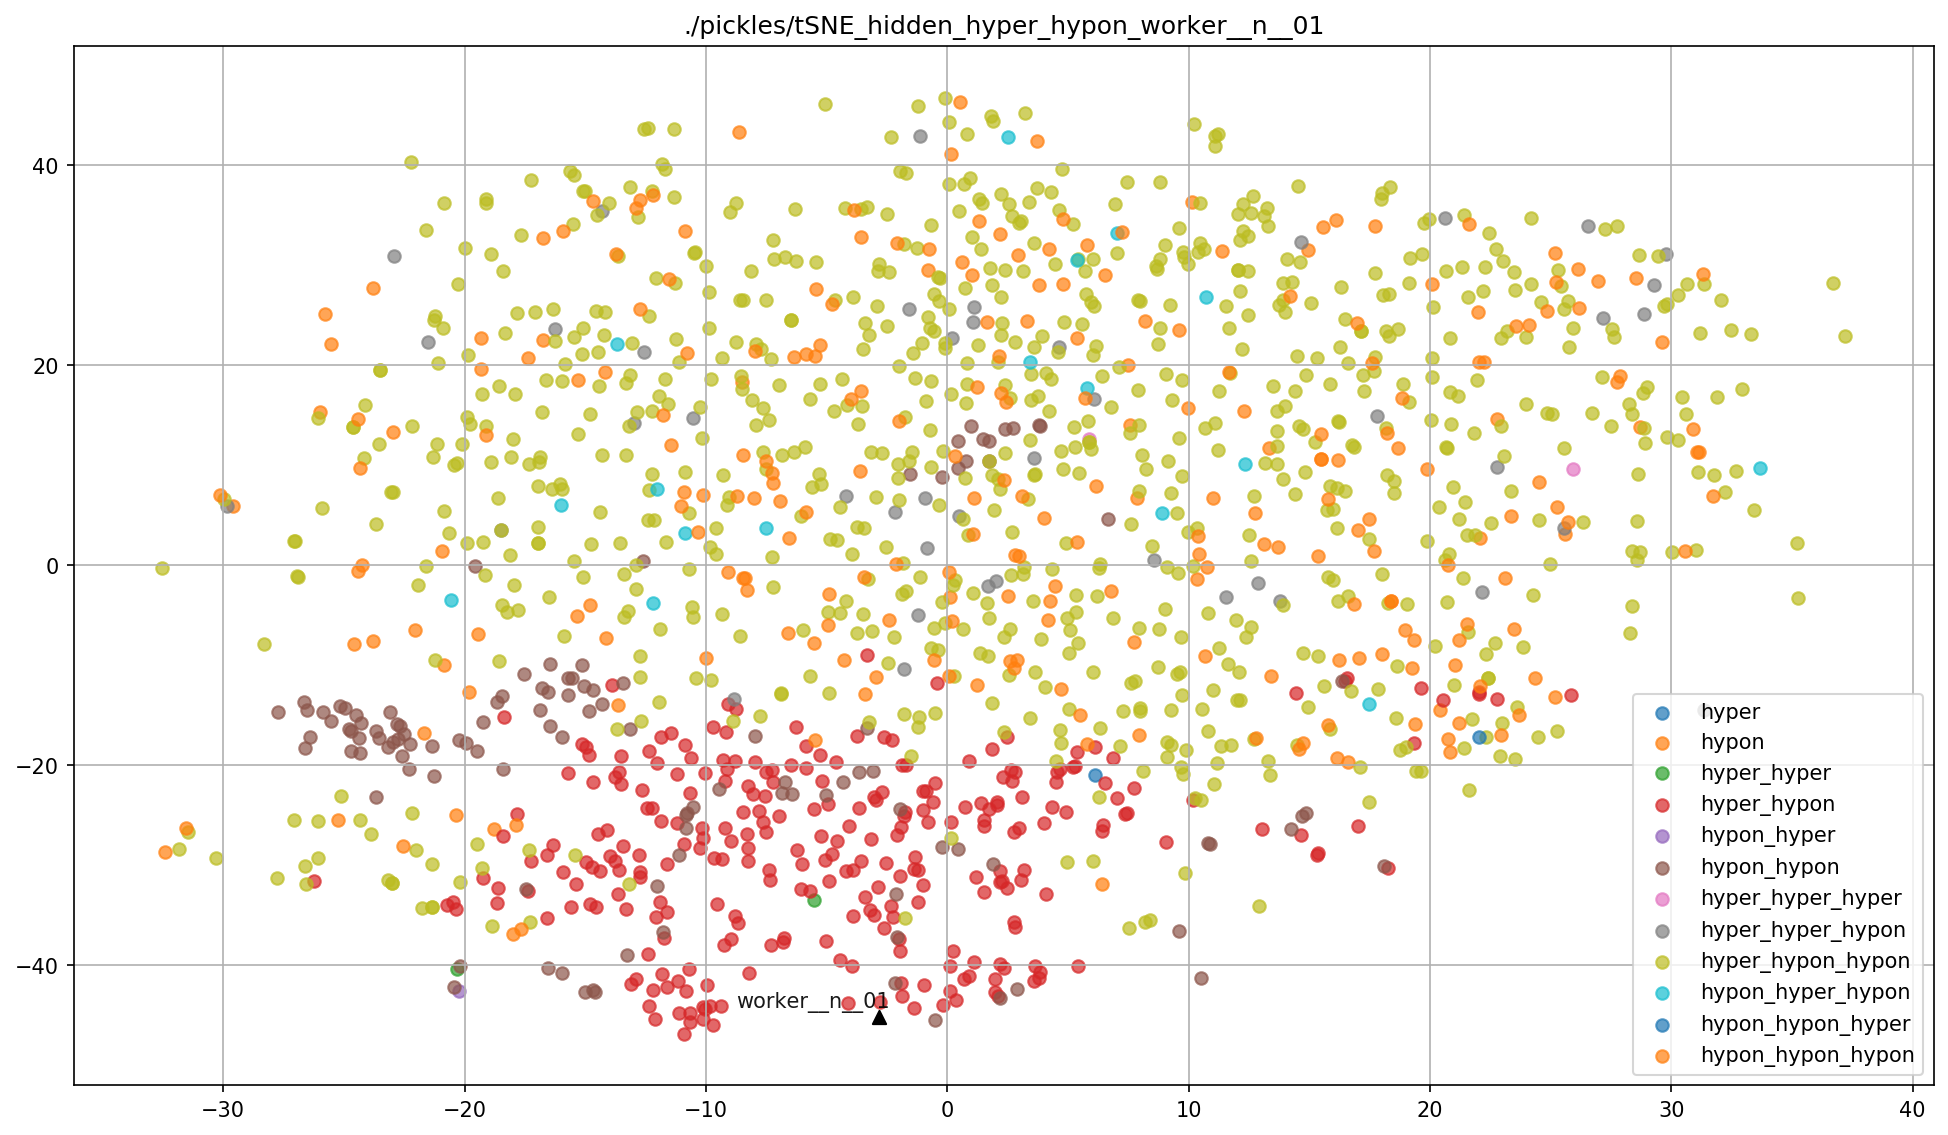 ./pickles/tSNE_hidden_hyper_hypon_worker__n__01
40
20
0
−20
−40
worker__n__01
hyper
hypon
hyper_hyper
hyper_hypon
hypon_hyper
hypon_hypon
hyper_hyper_hyper
hyper_hyper_hypon
hyper_hypon_hypon
hypon_hyper_hypon
hypon_hypon_hyper
hypon_hypon_hypon
−30 −20 −10 0 10 20 30 40